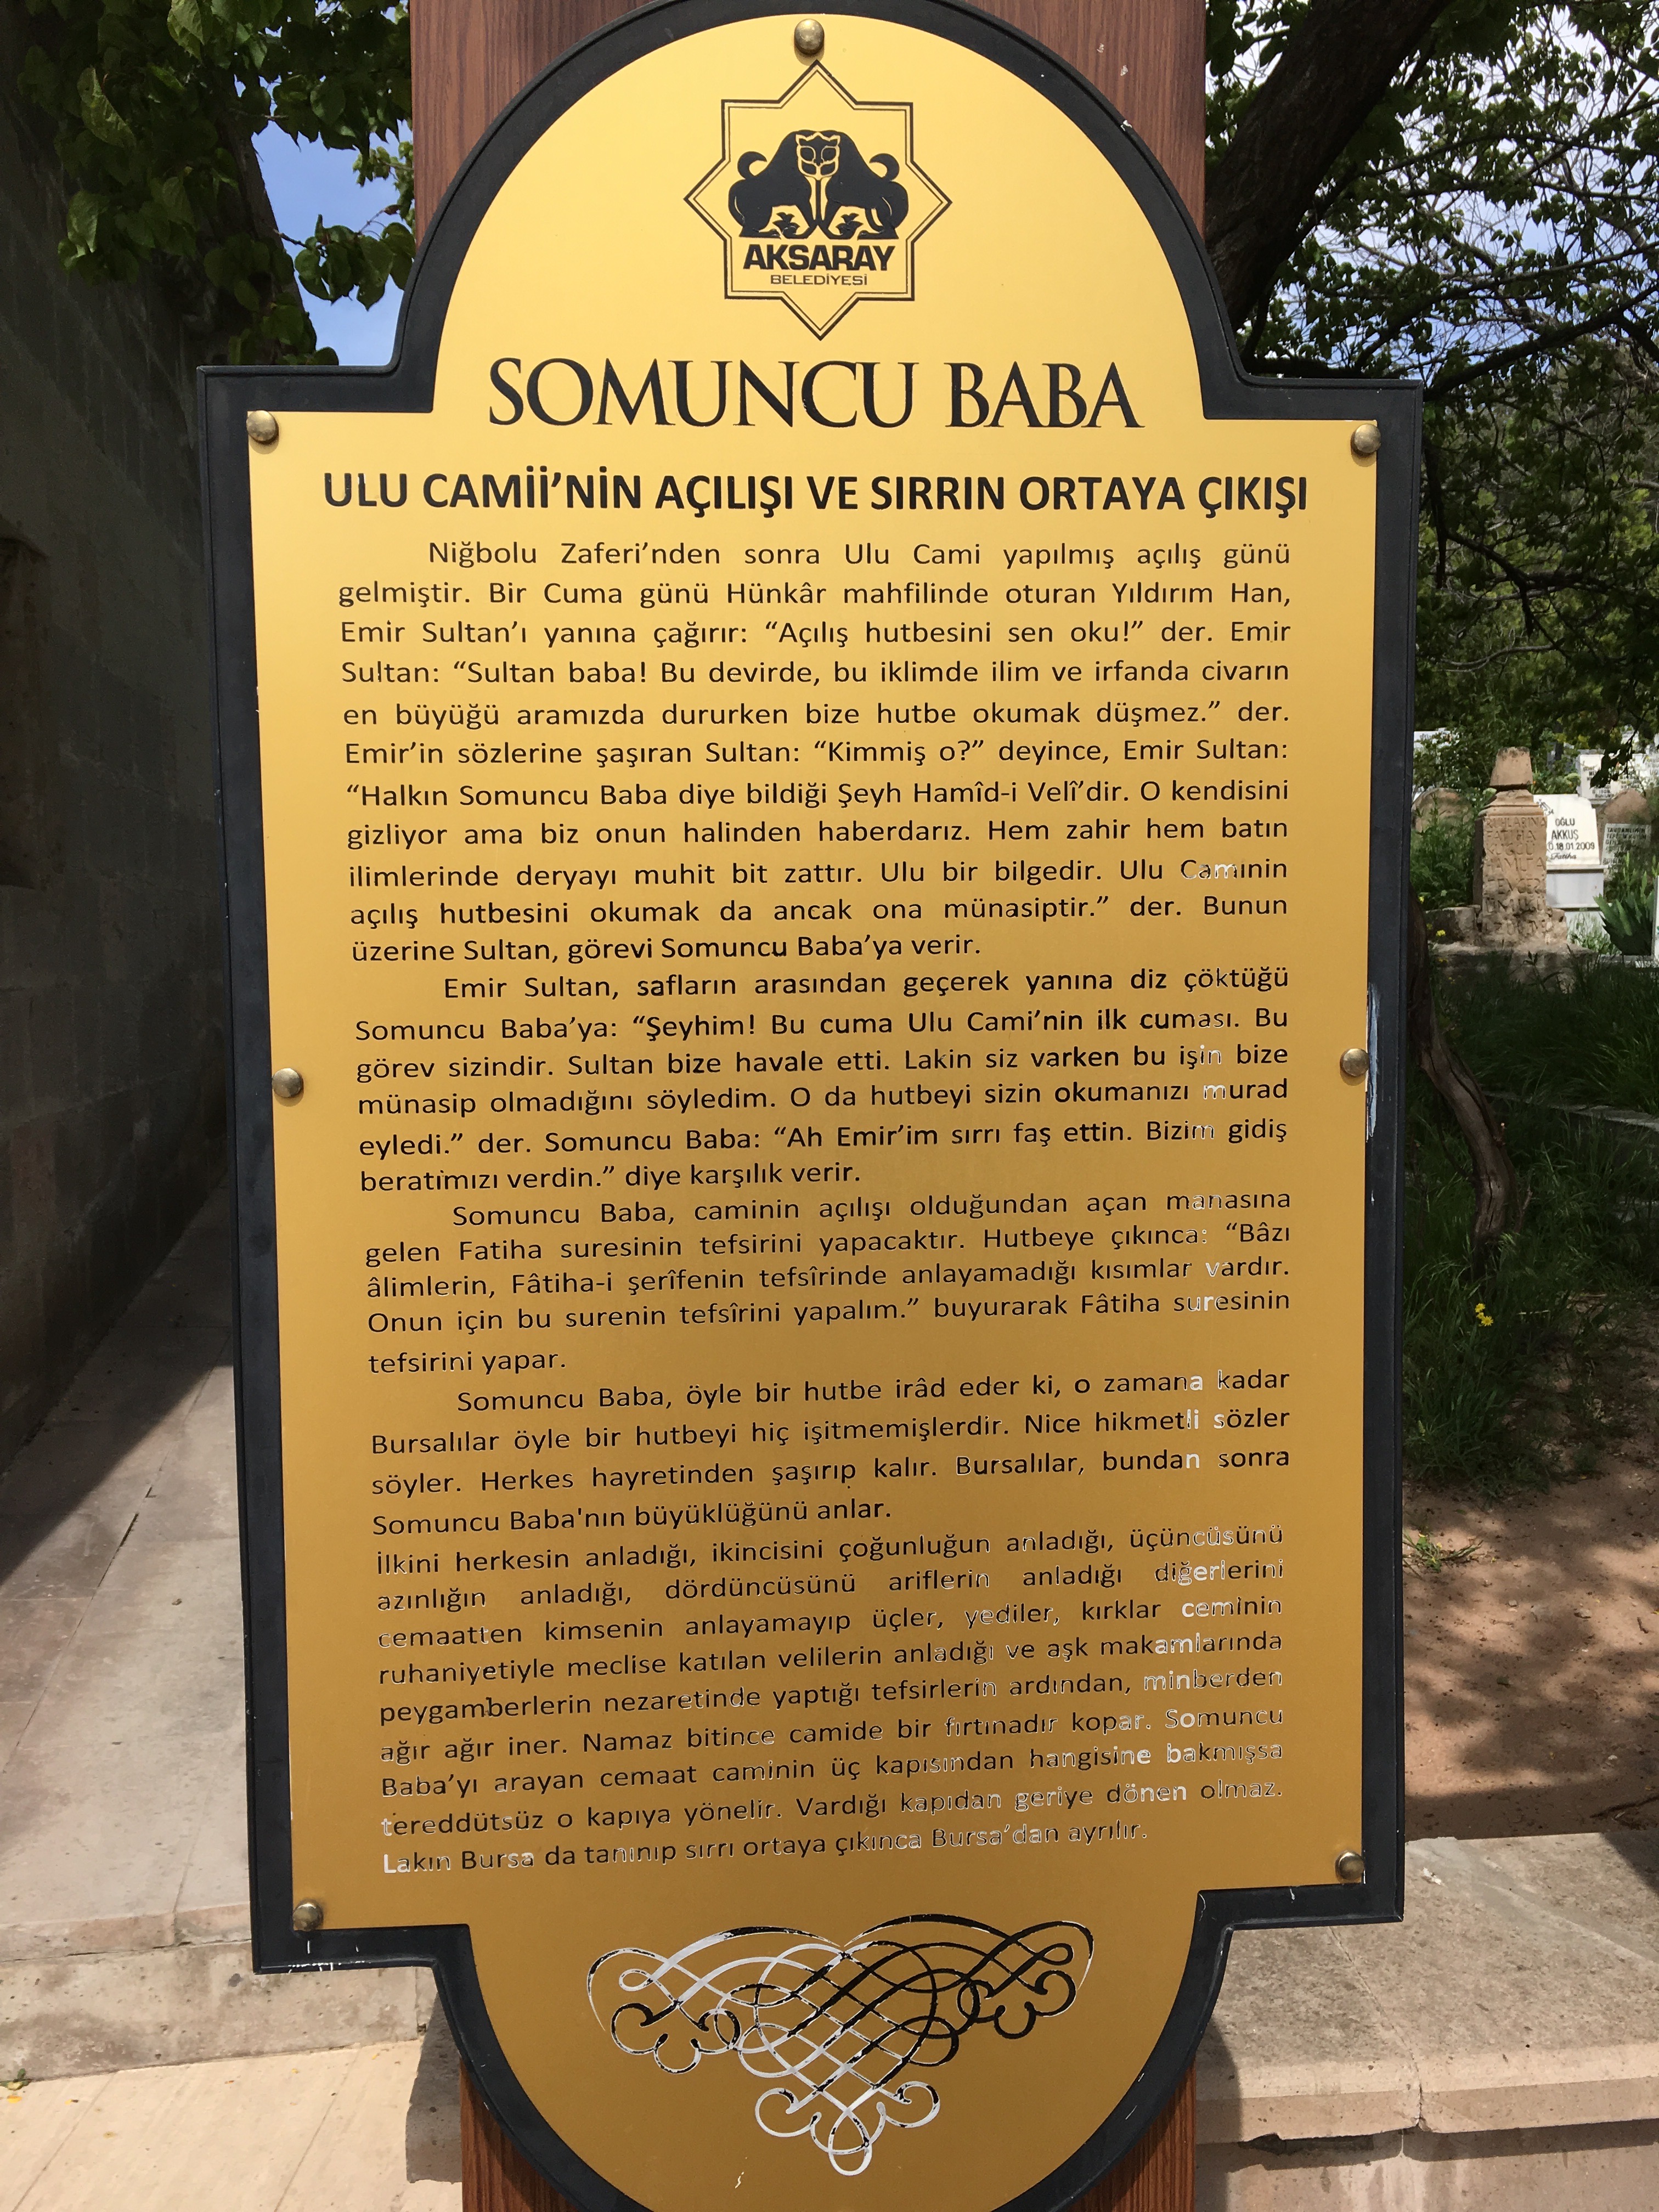 AKSARAY
BELEDİYESİ
SOMUNCU BABA
ULU CAMİİ’NİN AÇILIŞI VE SIRRIN ORTAYA ÇIKIŞI
Niğbolu Zaferi’nden sonra Ulu Cami yapılmış açılış günü
gelmiştir. Bir Cuma günü Hünkâr mahfilinde oturan Yıldırım Han,
Emir Sultan’ı yanına çağırır: “Açılış hutbesini sen oku!” der. Emir
Sultan: “Sultan baba! Bu devirde, bu iklimde ilim ve irfanda civarın
en büyüğü aramızda dururken bize hutbe okumak düşmez.” der.
Emir’in sözlerine şaşıran Sultan: “Kimmiş o?” deyince, Emir Sultan:
“Halkın Somuncu Baba diye bildiği Şeyh Hamîd-i Velî’dir. O kendisini
gizliyor ama biz onun halinden haberdarız. Hem zahir hem batın
ilimlerinde deryayı muhit bit zattır. Ulu bir bilgedir. Ulu Caminin
açılış hutbesini okumak da ancak ona münasiptir.” der. Bunun
üzerine Sultan, görevi Somuncu Baba’ya verir.
Emir Sultan, safların arasından geçerek yanına diz çöktüğü
Somuncu Baba’ya: “Şeyhim! Bu cuma Ulu Cami’nin ilk cuması. Bu
görev sizindir. Sultan bize havale etti. Lakin siz varken bu işin bize
münasip olmadığını söyledim. O da hutbeyi sizin okumanızı murad
eyledi.” der. Somuncu Baba: “Ah Emir’im sırrı faş ettin. Bizim gidiş
beratimızı verdin.” diye karşılık verir.
Somuncu Baba, caminin açılışı olduğundan açan manasına
gelen Fatiha suresinin tefsirini yapacaktır. Hutbeye çıkınca: “Bâzı
âlimlerin, Fâtiha-i şerîfenin tefsîrinde anlayamadığı kısımlar vardır.
Onun için bu surenin tefsîrini yapalım.” buyurarak Fâtiha suresinin
tefsirini yapar.
Somuncu Baba, öyle bir hutbe irâd eder ki, o zamana kadar
Bursalılar öyle bir hutbeyi hiç işitmemişlerdir. Nice hikmetli sözler
söyler. Herkes hayretinden şaşırıp kalır. Bursalılar, bundan sonra
Somuncu Baba'nın büyüklüğünü anlar.
İlkini herkesin anladığı, ikincisini çoğunluğun anladığı, üçüncüsünü
azınlığın anladığı, dördüncüsünü ariflerin anladığı diğerlerini
cemaatten kimsenin anlayamayıp üçler, yediler, kırklar ceminin
ruhaniyetiyle meclise katılan velilerin anladığı ve aşk makamlarında
peygamberlerin nezaretinde yaptığı tefsirlerin ardından, minberden
ağır ağır iner. Namaz bitince camide bir fırtınadır kopar. Somuncu
Baba’yı arayan cemaat caminin üç kapısından hangisine bakmışsa
tereddütsüz o kapıya yönelir. Vardığı kapıdan geriye dönen olmaz.
Lakin Bursa da tanınıp sırrı ortaya çıkınca Bursa’dan ayrılır.
OĞLU
AKKUŞ
18.01.2009
Fatiha